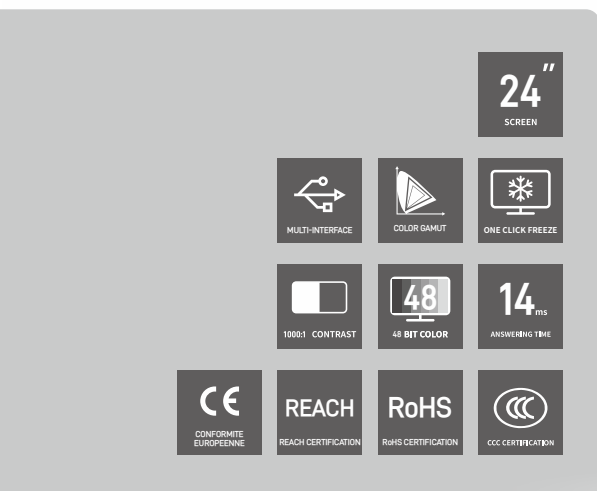 24"
SCREEN
MULTI-INTERFACE
COLOR GAMUT
ONE CLICK FREEZE
1000:1 CONTRAST
48
48 BIT COLOR
14ms
ANSWERING TIME
CE
CONFORMITE
EUROPEENNE
REACH
REACH CERTIFICATION
RoHS
RoHS CERTIFICATION
CCC
CCC CERTIFICATION